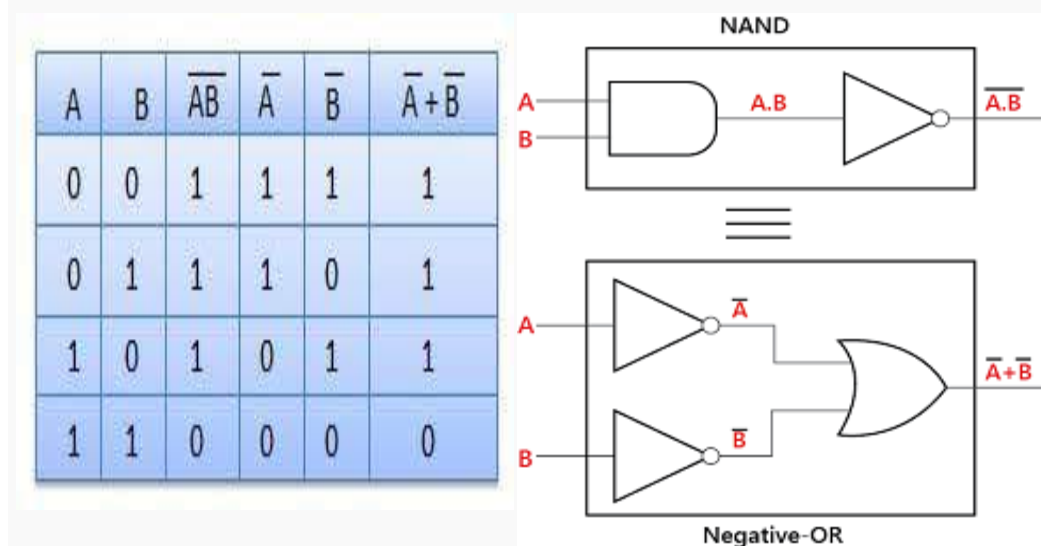 A B A̅B̅ A̅ B̅ A̅+B̅
0 0 1 1 1 1
0 1 1 1 0 1
1 0 1 0 1 1
1 1 0 0 0 0
NAND
A
B
A.B
A̅.̅B̅
A
A̅
B
B̅
A̅+B̅
Negative-OR